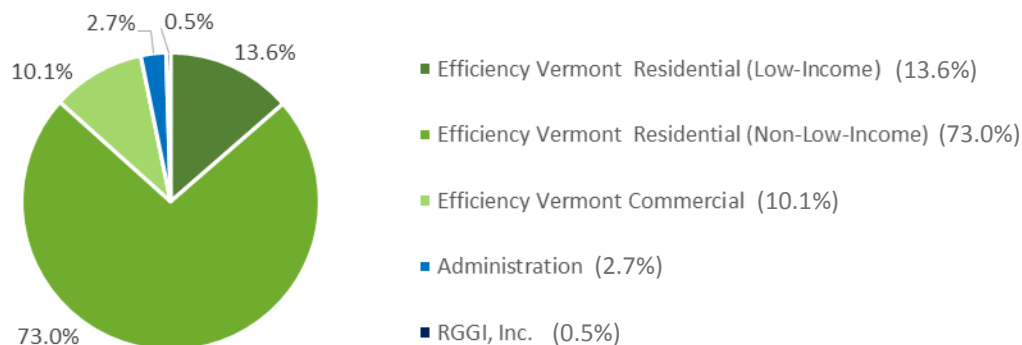 2.7%
0.5%
13.6%
10.1%
73.0%
Efficiency Vermont Residential (Low-Income) (13.6%)
Efficiency Vermont Residential (Non-Low-Income) (73.0%)
Efficiency Vermont Commercial (10.1%)
Administration (2.7%)
RGGI, Inc. (0.5%)